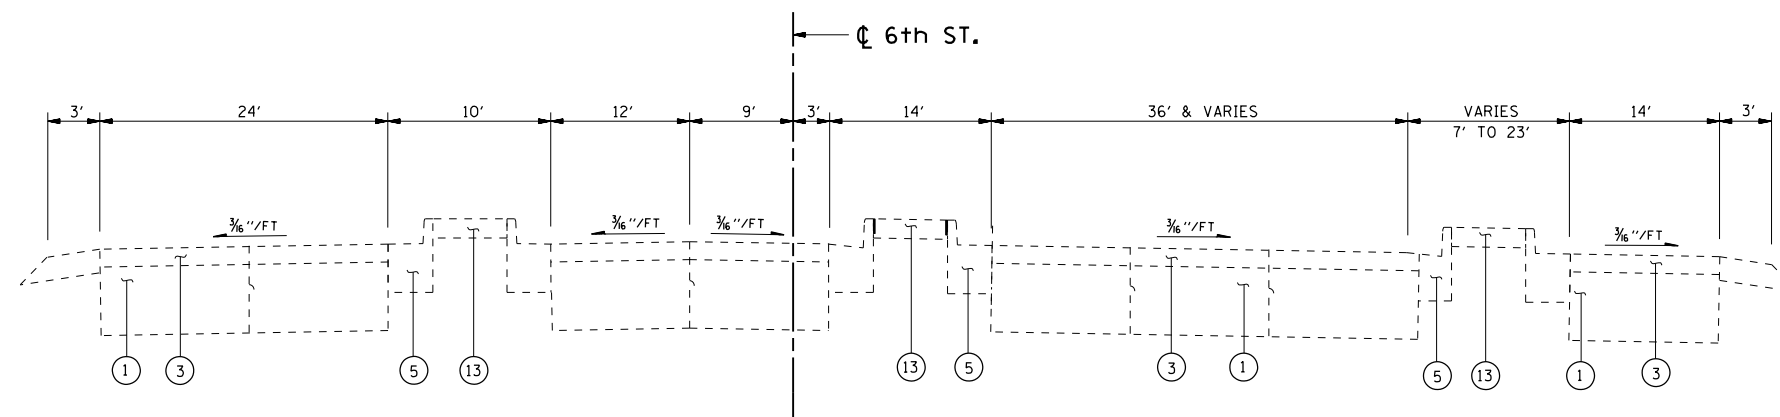 ℄ 6th ST.
3' 24' 10' 12' 9' 3' 14' 36' & VARIES VARIES 14' 3'
7' TO 23'
3/16"/FT 3/16"/FT 3/16"/FT 3/16"/FT 3/16"/FT
1 3 5 13 13 5 3 1 5 13 1 3